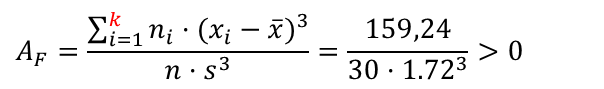 A_F = \frac{\sum_{i=1}^{k} n_i \cdot (x_i - \bar{x})^3}{n \cdot s^3} = \frac{159,24}{30 \cdot 1.72^3} > 0